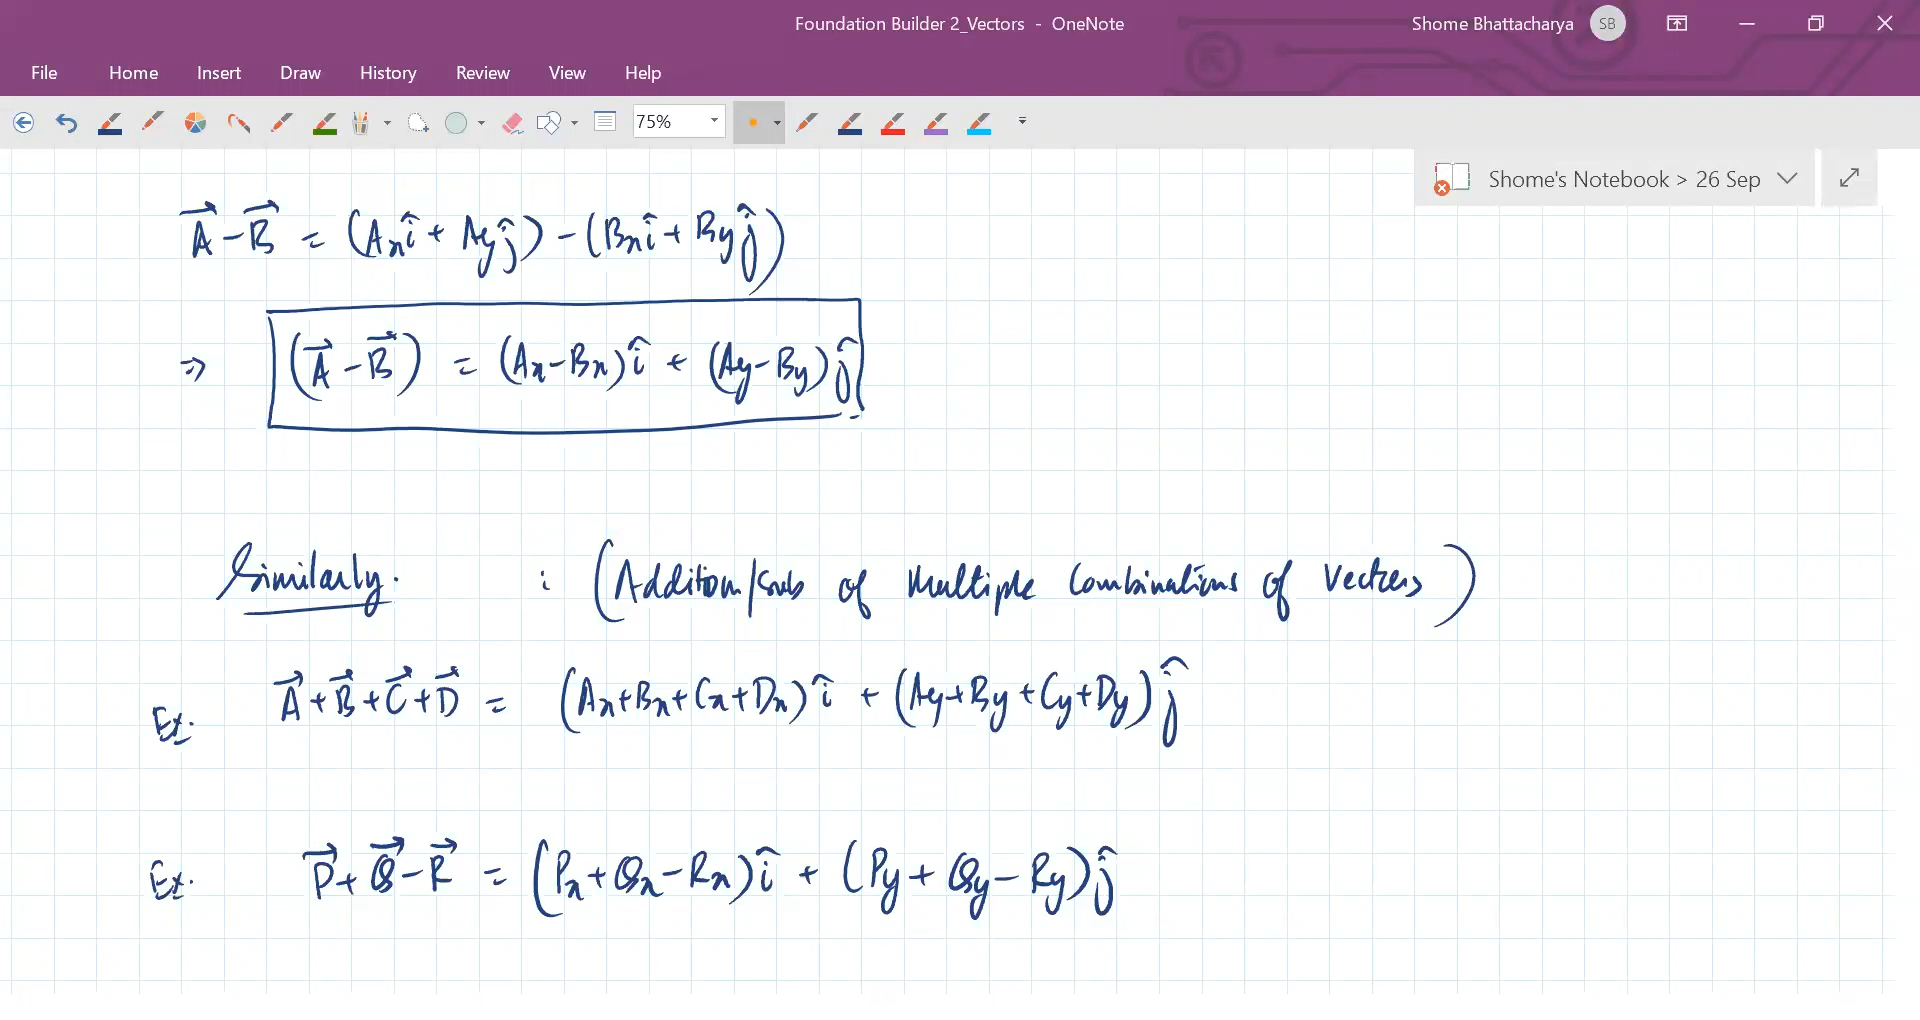 Foundation Builder 2_Vectors - OneNote
Shome Bhattacharya SB
File Home Insert Draw History Review View Help
75%
Shome's Notebook > 26 Sep
A⃗ - B⃗ = (Axî + Ayĵ) - (Bxî + Byĵ)
⇒ (A⃗ - B⃗) = (Ax - Bx)î + (Ay - By)ĵ
Similarly. : (Addition/Sub of Multiple Combinations of Vectors)
Ex. A⃗ + B⃗ + C⃗ + D⃗ = (Ax + Bx + Cx + Dx)î + (Ay + By + Cy + Dy)ĵ
Ex. P⃗ + Q⃗ - R⃗ = (Px + Qx - Rx)î + (Py + Qy - Ry)ĵ